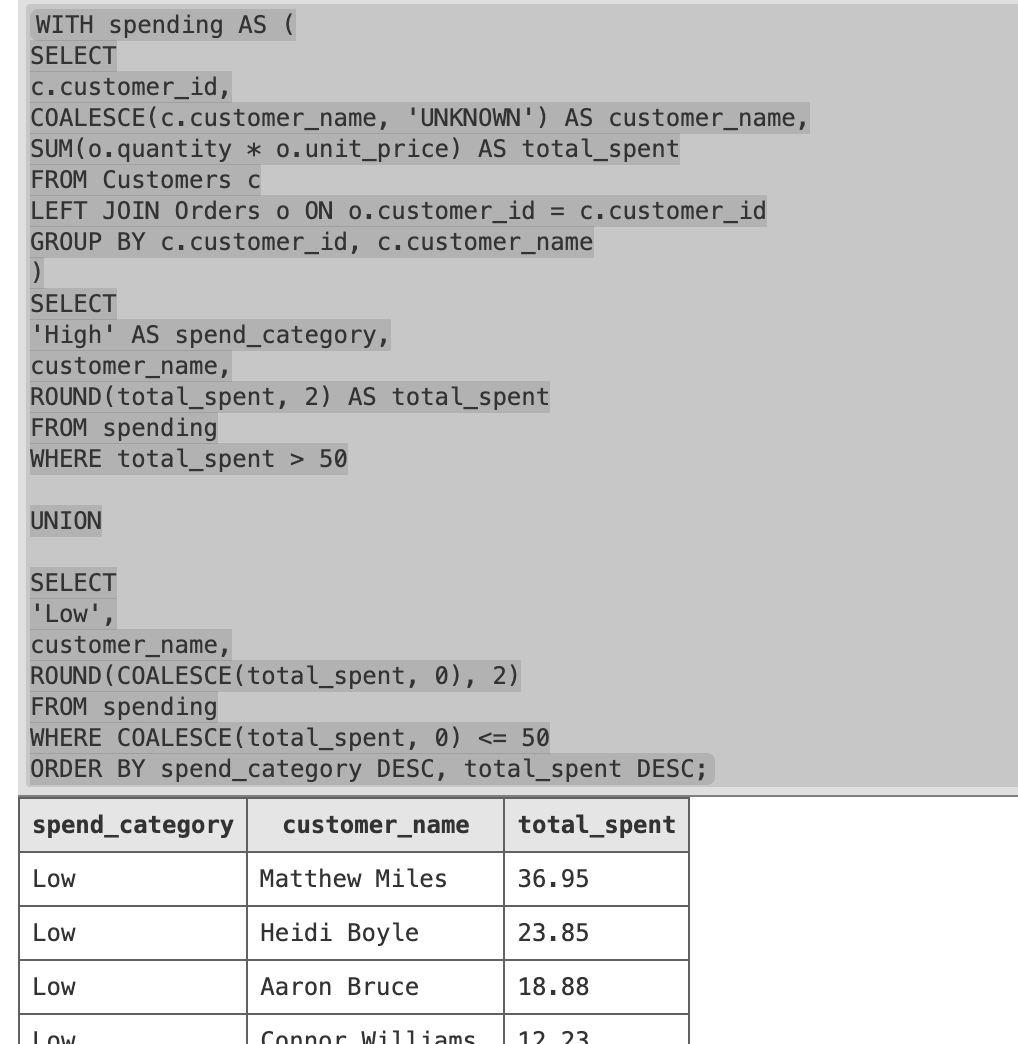 WITH spending AS (
SELECT
c.customer_id,
COALESCE(c.customer_name, 'UNKNOWN') AS customer_name,
SUM(o.quantity * o.unit_price) AS total_spent
FROM Customers c
LEFT JOIN Orders o ON o.customer_id = c.customer_id
GROUP BY c.customer_id, c.customer_name
)
SELECT
'High' AS spend_category,
customer_name,
ROUND(total_spent, 2) AS total_spent
FROM spending
WHERE total_spent > 50
UNION
SELECT
'Low',
customer_name,
ROUND(COALESCE(total_spent, 0), 2)
FROM spending
WHERE COALESCE(total_spent, 0) <= 50
ORDER BY spend_category DESC, total_spent DESC;
spend_category customer_name total_spent
Low Matthew Miles 36.95
Low Heidi Boyle 23.85
Low Aaron Bruce 18.88
Low Connor Williams 12.23